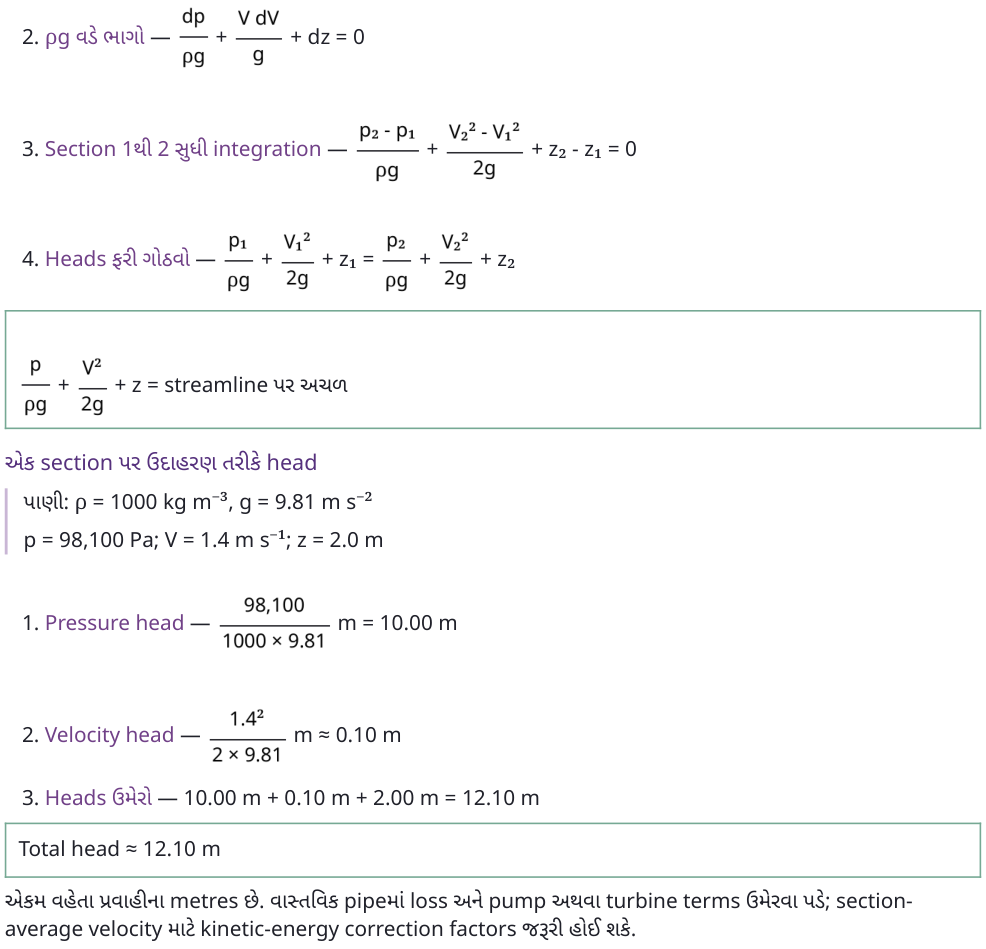 2. ρg વડે ભાગો — dp/ρg + V dV/g + dz = 0
3. Section 1થી 2 સુધી integration — p₂ - p₁/ρg + V₂² - V₁²/2g + z₂ - z₁ = 0
4. Heads ફરી ગોઠવો — p₁/ρg + V₁²/2g + z₁ = p₂/ρg + V₂²/2g + z₂
p/ρg + V²/2g + z = streamline પર અચળ
એક section પર ઉદાહરણ તરીકે head
પાણી: ρ = 1000 kg m⁻³, g = 9.81 m s⁻²
p = 98,100 Pa; V = 1.4 m s⁻¹; z = 2.0 m
1. Pressure head — 98,100/1000 × 9.81 m = 10.00 m
2. Velocity head — 1.4²/2 × 9.81 m ≈ 0.10 m
3. Heads ઉમેરો — 10.00 m + 0.10 m + 2.00 m = 12.10 m
Total head ≈ 12.10 m
એકમ વહેતા પ્રવાહીના metres છે. વાસ્તવિક pipeમાં loss અને pump અથવા turbine terms ઉમેરવા પડે; section-
average velocity માટે kinetic-energy correction factors જરૂરી હોઈ શકે.